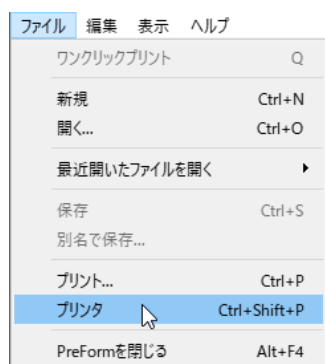 ファイル 編集 表示 ヘルプ
ワンクリックプリント Q
新規 Ctrl+N
開く... Ctrl+O
最近開いたファイルを開く
保存 Ctrl+S
別名で保存...
プリント... Ctrl+P
プリンタ Ctrl+Shift+P
PreFormを閉じる Alt+F4